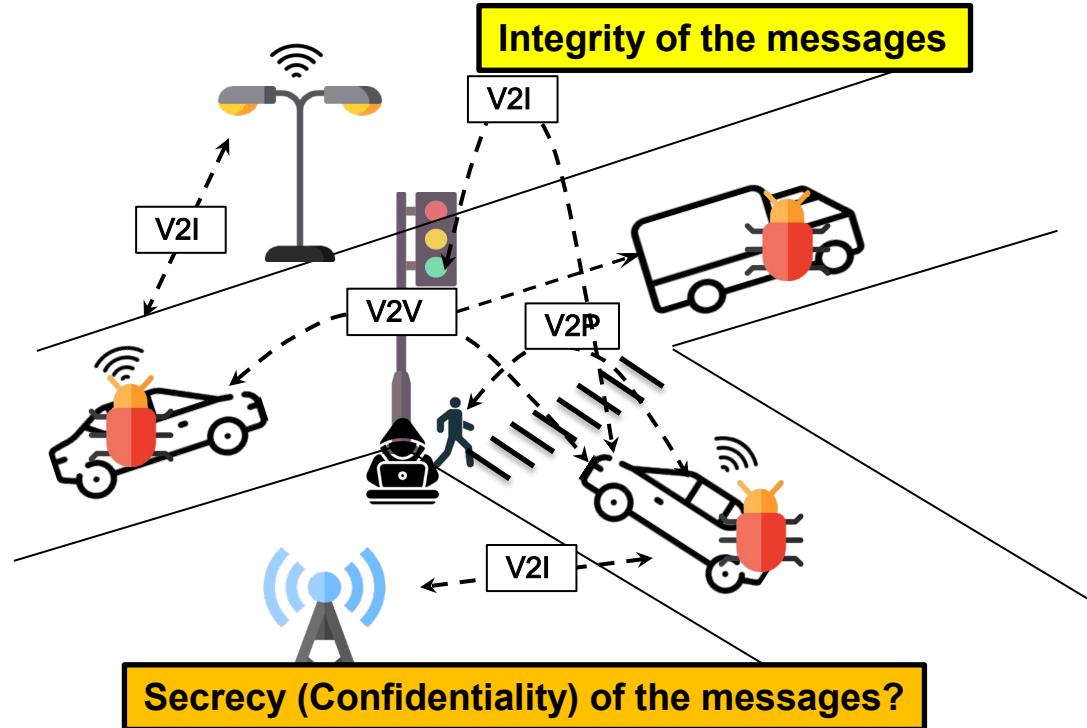 Integrity of the messages
V2I
V2I
V2V
V2P
V2I
Secrecy (Confidentiality) of the messages?